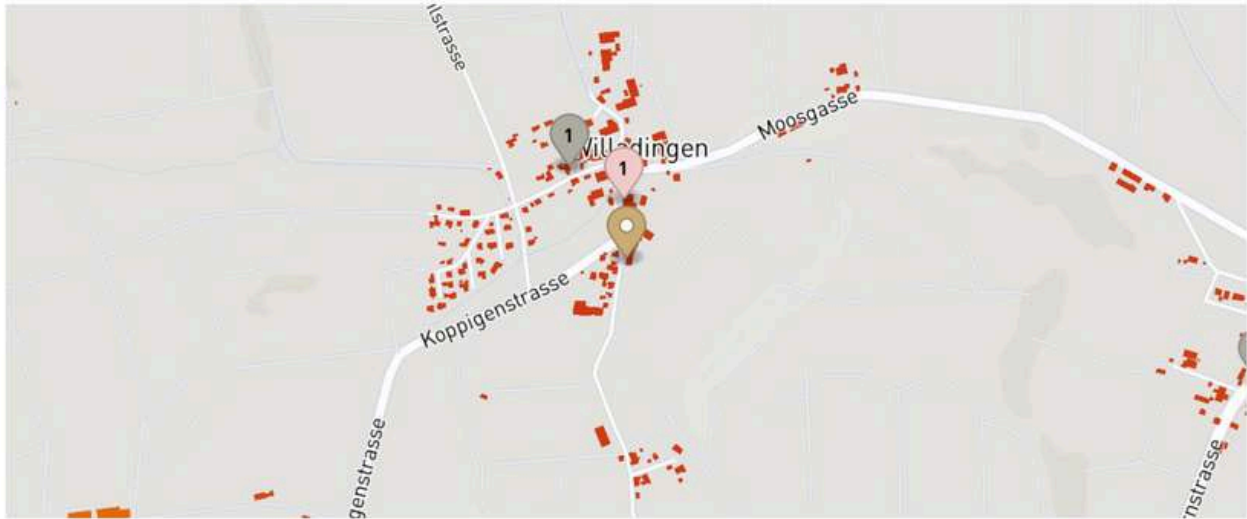 lstrasse
Moosgasse
1
Willadingen
1
Koppigenstrasse
genstrasse
nstrasse